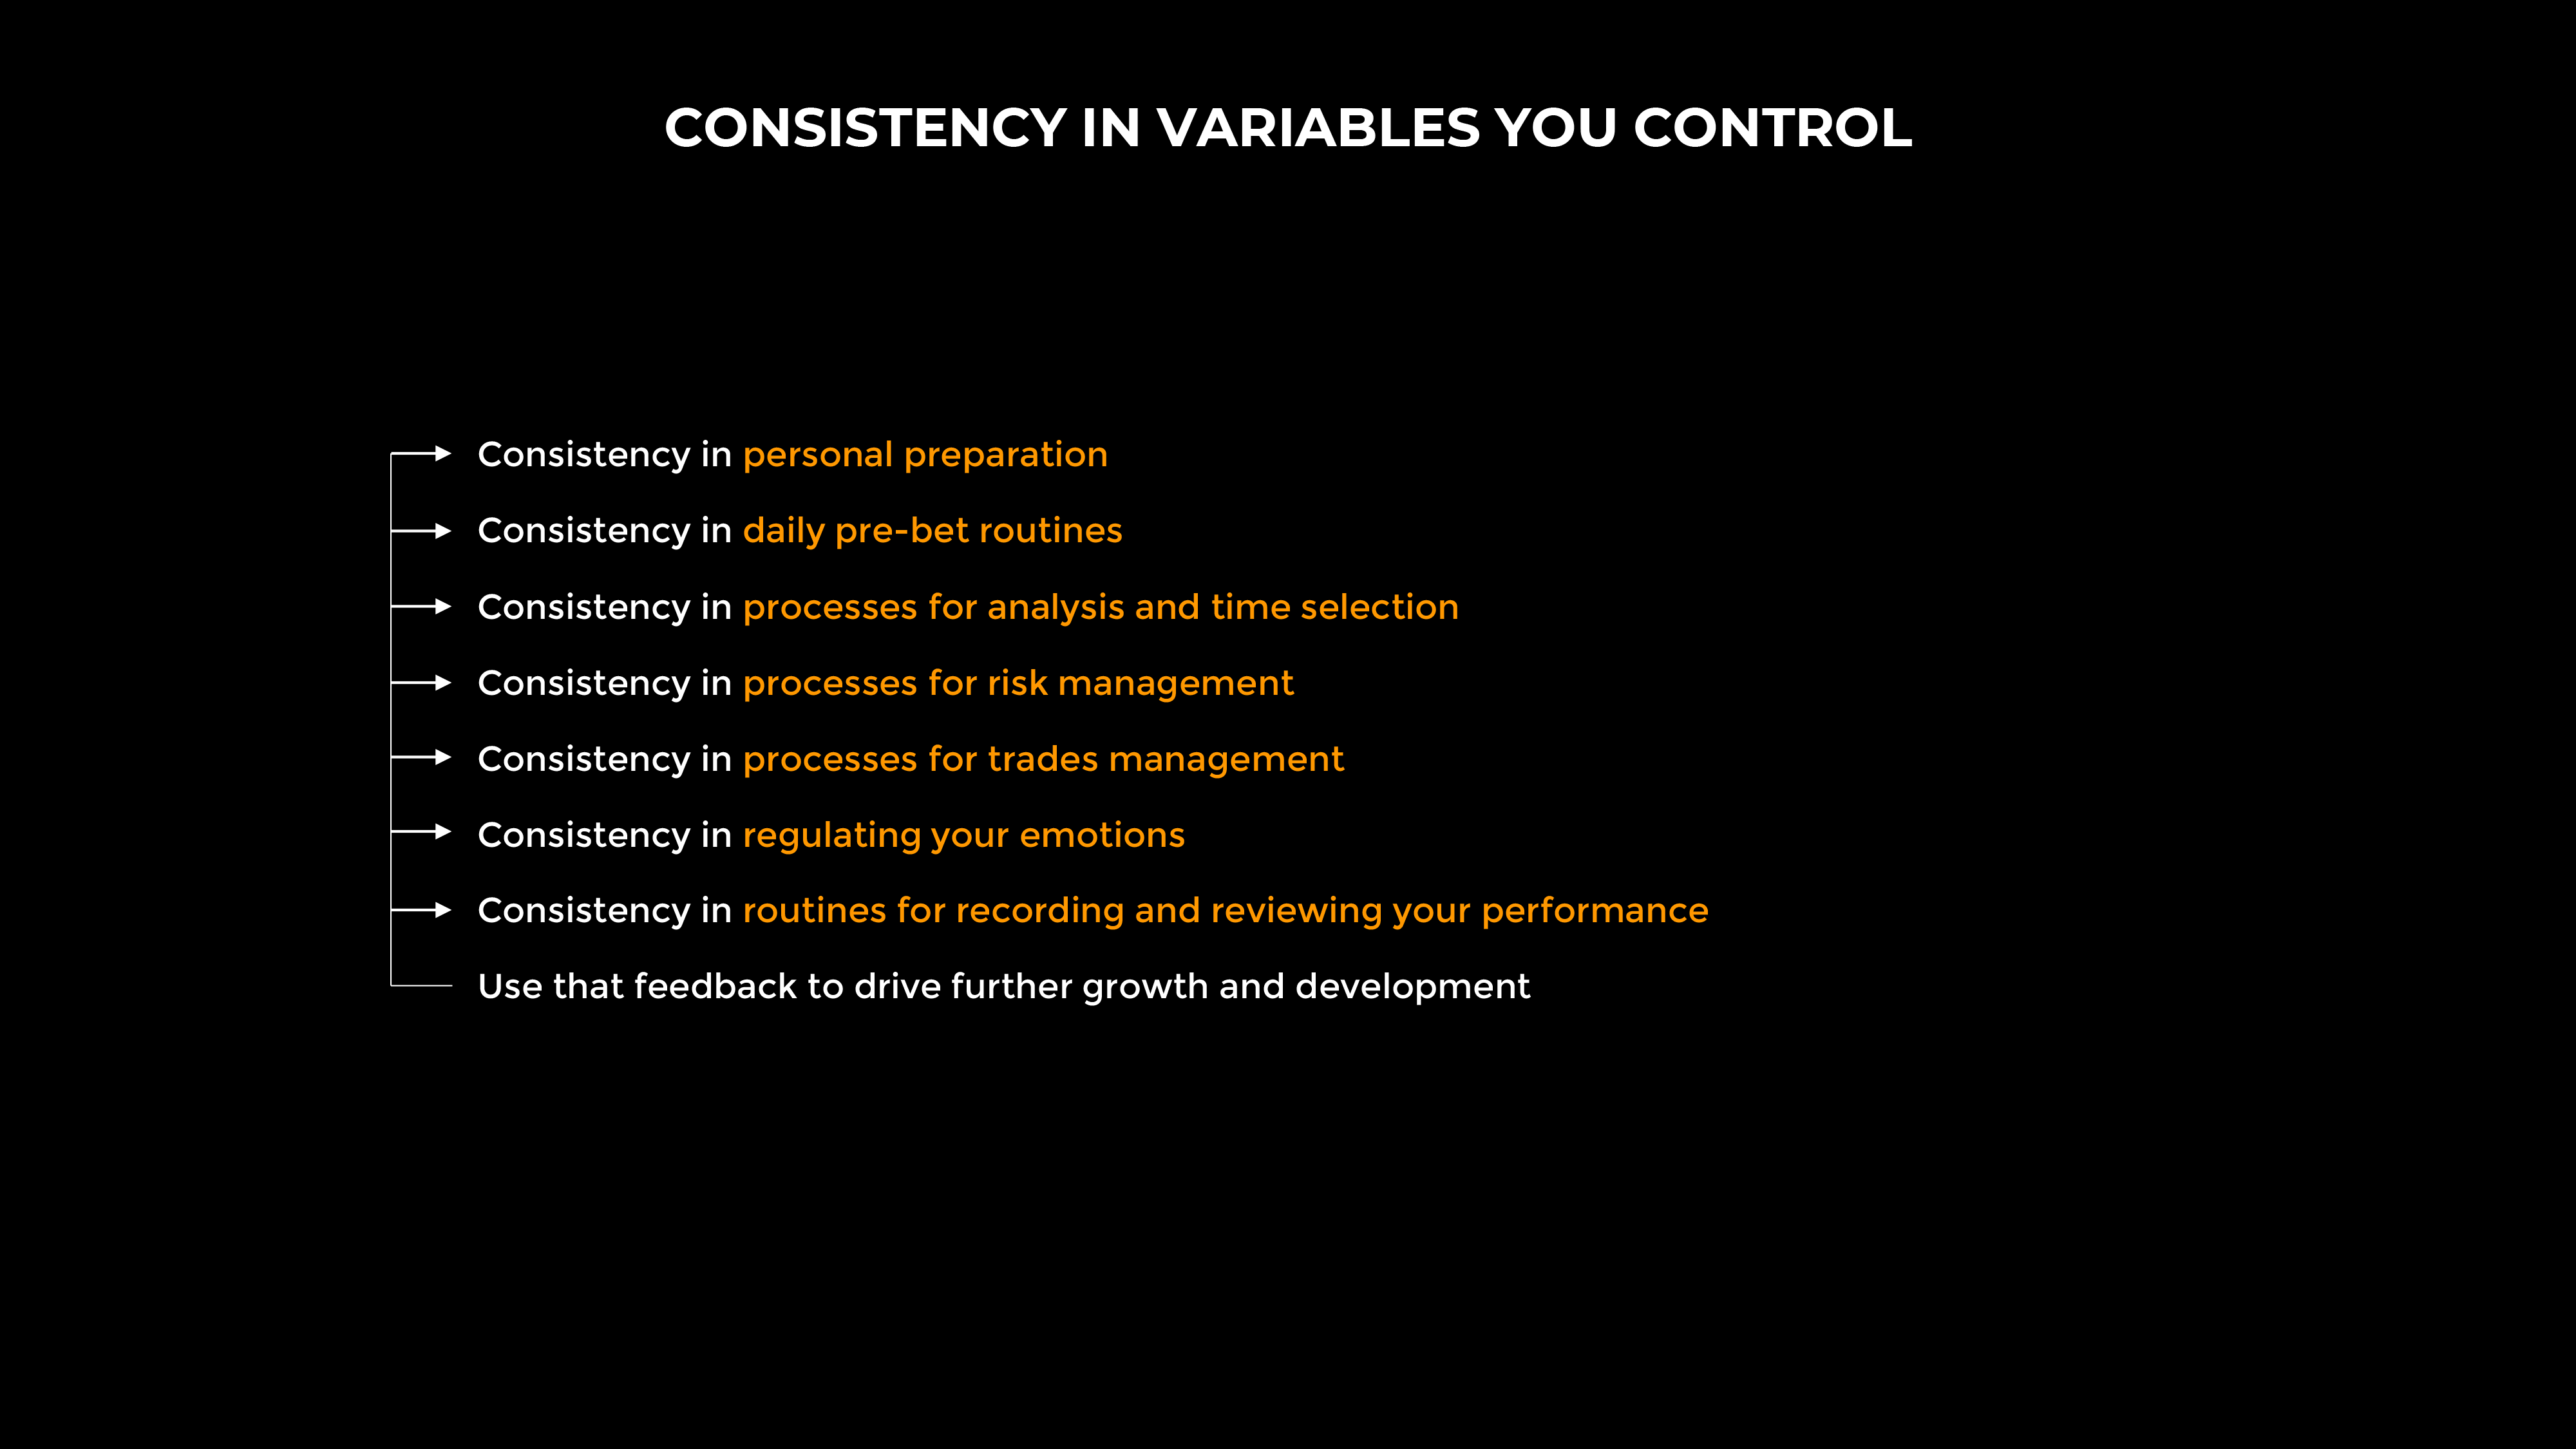 CONSISTENCY IN VARIABLES YOU CONTROL
Consistency in personal preparation
Consistency in daily pre-bet routines
Consistency in processes for analysis and time selection
Consistency in processes for risk management
Consistency in processes for trades management
Consistency in regulating your emotions
Consistency in routines for recording and reviewing your performance
Use that feedback to drive further growth and development